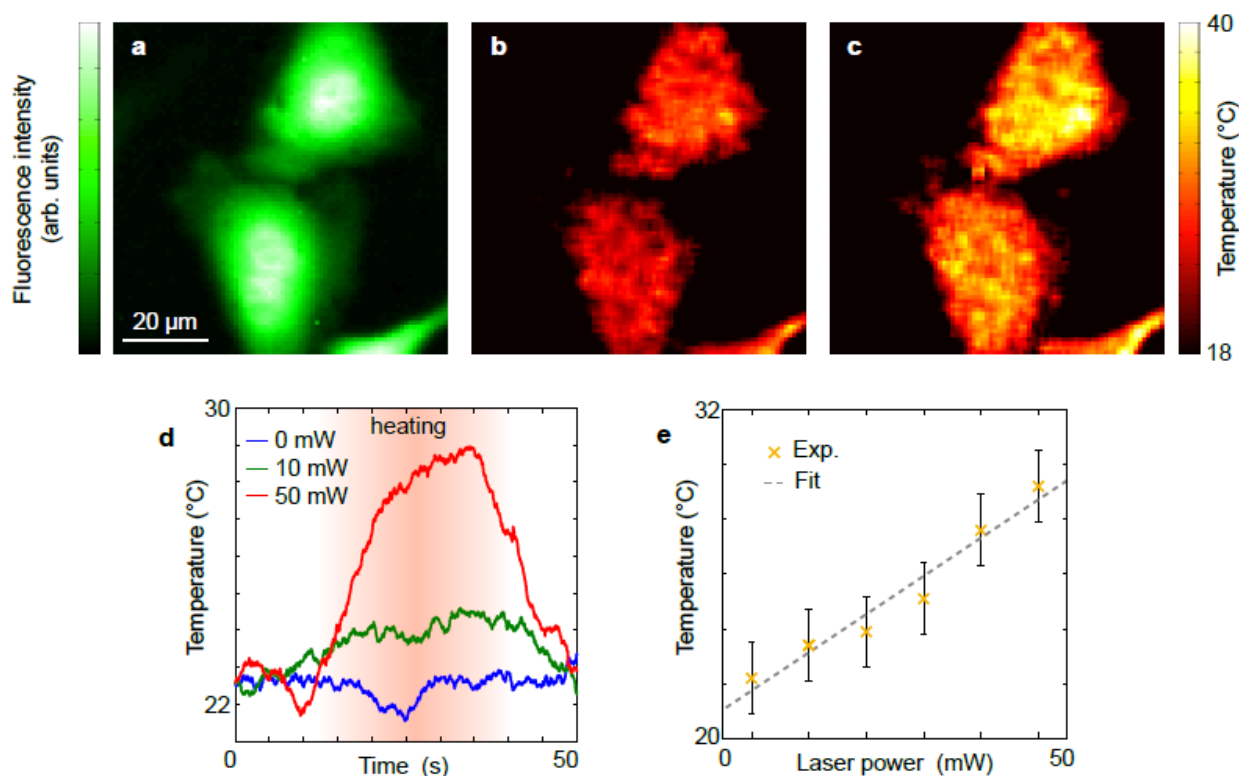 Fluorescence intensity
(arb. units)
a
20 µm
b
c
40
18
Temperature (°C)
d
heating
0 mW
10 mW
50 mW
30
22
Temperature (°C)
0
50
Time (s)
e
Exp.
Fit
32
20
Temperature (°C)
0
50
Laser power (mW)